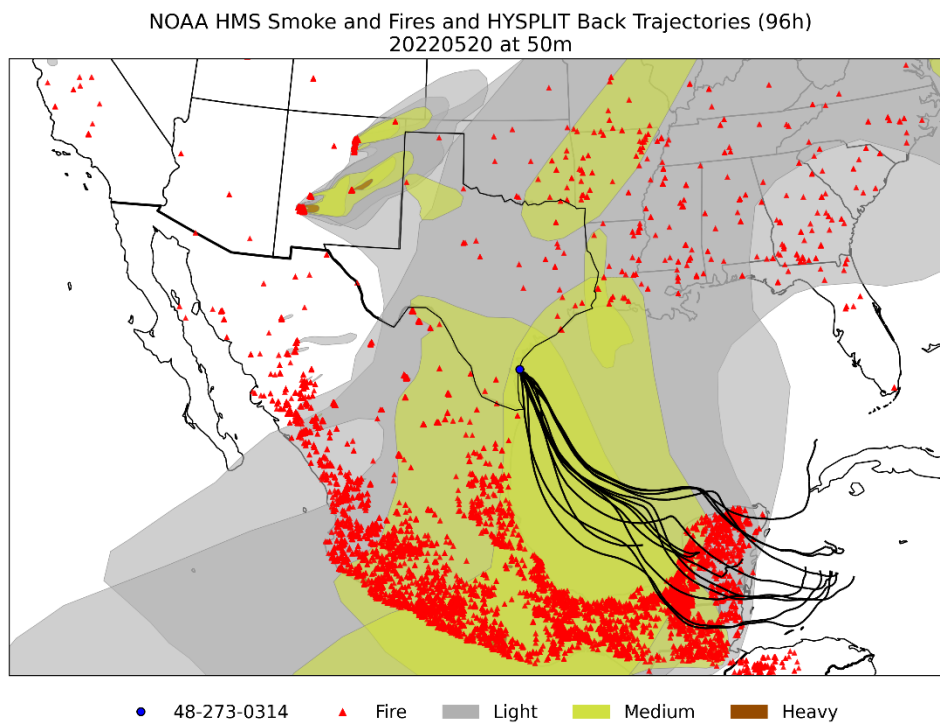 NOAA HMS Smoke and Fires and HYSPLIT Back Trajectories (96h)
20220520 at 50m
48-273-0314 Fire Light Medium Heavy